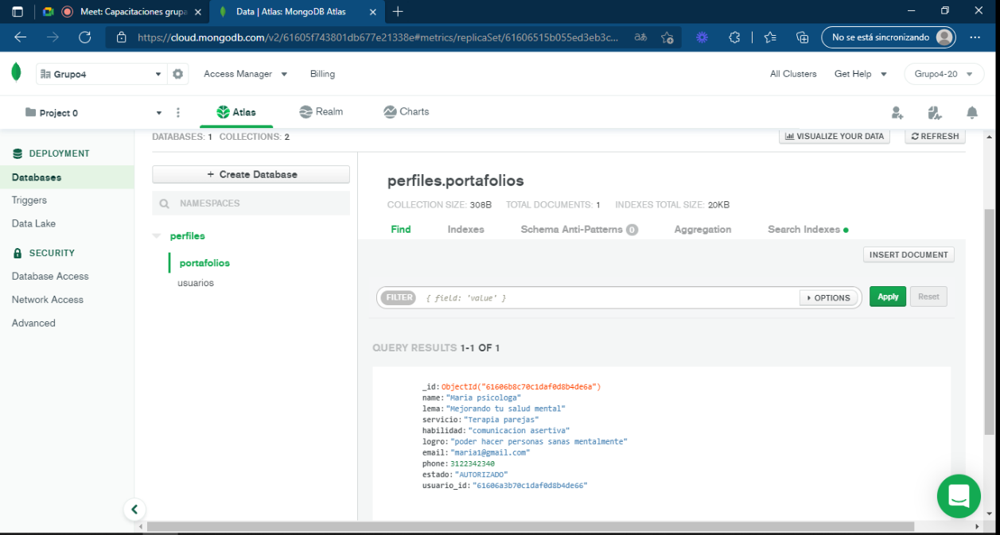 Meet: Capacitaciones grupa
Data | Atlas: MongoDB Atlas
https://cloud.mongodb.com/v2/61605f743801db677e21338e#metrics/replicaSet/61606515b055ed3eb3c...
No se está sincronizando
Grupo4
Access Manager
Billing
All Clusters
Get Help
Grupo4-20
Project 0
Atlas
Realm
Charts
DATABASES: 1 COLLECTIONS: 2
VISUALIZE YOUR DATA
REFRESH
DEPLOYMENT
Databases
Triggers
Data Lake
SECURITY
Database Access
Network Access
Advanced
+ Create Database
NAMESPACES
perfiles
portafolios
usuarios
perfiles.portafolios
COLLECTION SIZE: 308B TOTAL DOCUMENTS: 1 INDEXES TOTAL SIZE: 20KB
Find
Indexes
Schema Anti-Patterns 0
Aggregation
Search Indexes
INSERT DOCUMENT
FILTER { field: 'value' }
OPTIONS
Apply
Reset
QUERY RESULTS 1-1 OF 1
_id: ObjectId("61606b8c70c1daf0d8b4de6a")
name: "Maria psicologa"
lema: "Mejorando tu salud mental"
servicio: "Terapia parejas"
habilidad: "comunicacion asertiva"
logro: "poder hacer personas sanas mentalmente"
email: "maria1@gmail.com"
phone: 3122342340
estado: "AUTORIZADO"
usuario_id: "61606a3b70c1daf0d8b4de66"